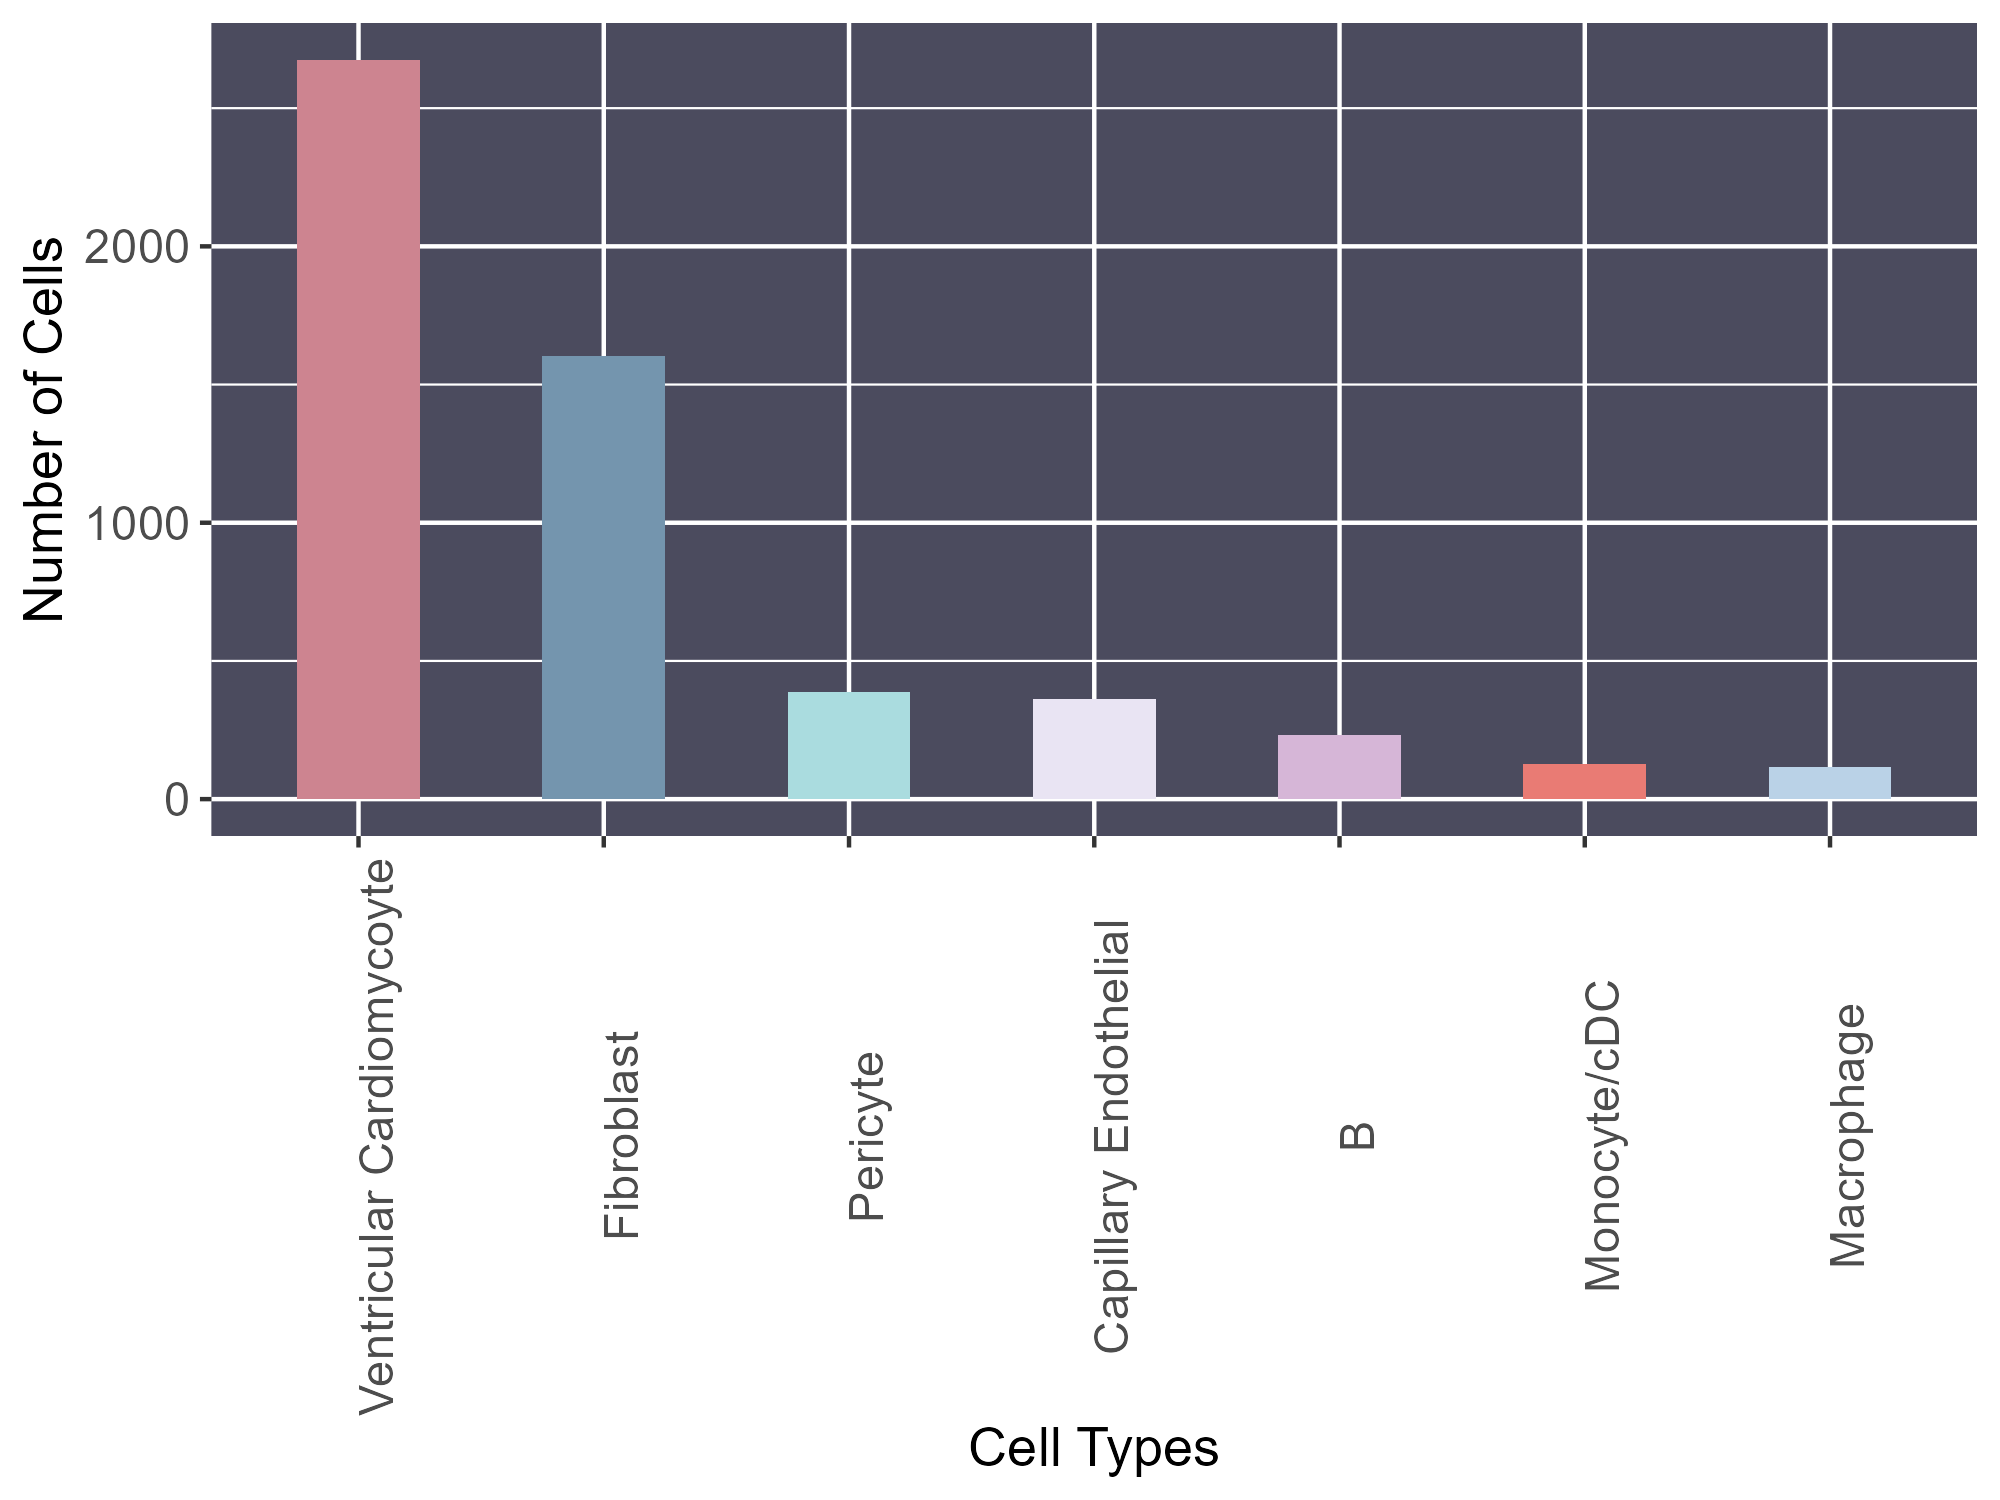 Number of Cells
2000
1000
0
Ventricular Cardiomycoyte
Fibroblast
Pericyte
Capillary Endothelial
B
Monocyte/cDC
Macrophage
Cell Types